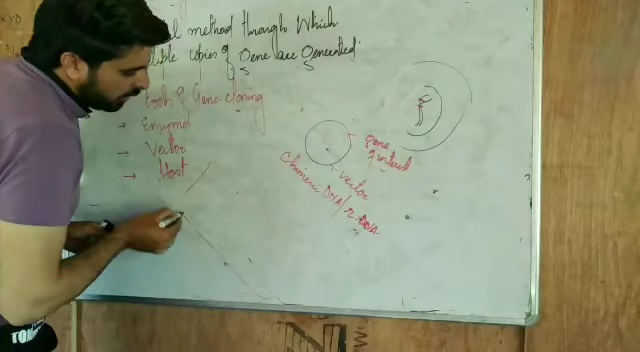 method through which
copies of Gene are Generated
tools of Gene cloning
→ Enzymes
→ Vector
→ Host
gene
of interest
vector
chimeric DNA/r-DNA